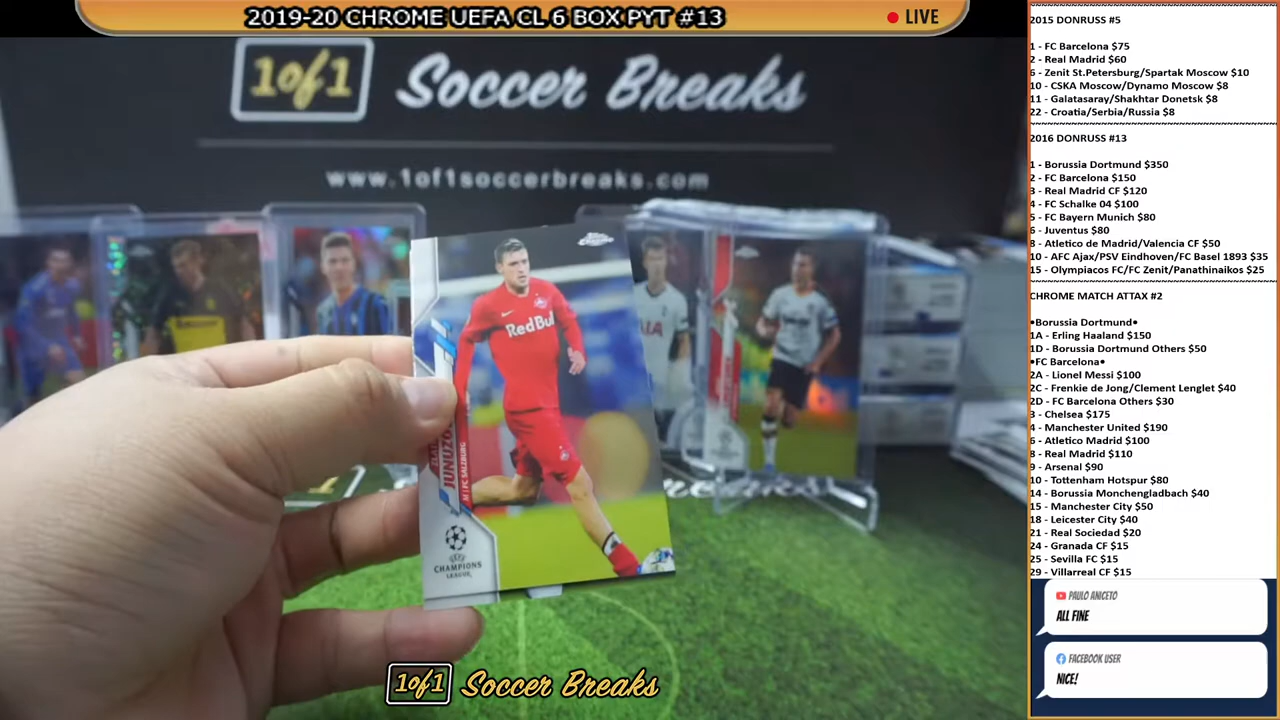 2019-20 CHROME UEFA CL 6 BOX PYT #13
LIVE
1of1 Soccer Breaks
www.1of1soccerbreaks.com
Chrome
Red Bull
JUNUZO
M | FC SALZBURG
UEFA
CHAMPIONS
LEAGUE
AIA
1of1 Soccer Breaks
2015 DONRUSS #5
1 - FC Barcelona $75
2 - Real Madrid $60
6 - Zenit St.Petersburg/Spartak Moscow $10
10 - CSKA Moscow/Dynamo Moscow $8
11 - Galatasaray/Shakhtar Donetsk $8
22 - Croatia/Serbia/Russia $8
2016 DONRUSS #13
1 - Borussia Dortmund $350
2 - FC Barcelona $150
3 - Real Madrid CF $120
4 - FC Schalke 04 $100
5 - FC Bayern Munich $80
6 - Juventus $80
8 - Atletico de Madrid/Valencia CF $50
10 - AFC Ajax/PSV Eindhoven/FC Basel 1893 $35
15 - Olympiacos FC/FC Zenit/Panathinaikos $25
CHROME MATCH ATTAX #2
•Borussia Dortmund•
1A - Erling Haaland $150
1D - Borussia Dortmund Others $50
•FC Barcelona•
2A - Lionel Messi $100
2C - Frenkie de Jong/Clement Lenglet $40
2D - FC Barcelona Others $30
3 - Chelsea $175
4 - Manchester United $190
6 - Atletico Madrid $100
8 - Real Madrid $110
9 - Arsenal $90
10 - Tottenham Hotspur $80
14 - Borussia Monchengladbach $40
15 - Manchester City $50
18 - Leicester City $40
21 - Real Sociedad $20
24 - Granada CF $15
25 - Sevilla FC $15
29 - Villarreal CF $15
PAULO ANICETO
ALL FINE
FACEBOOK USER
NICE!